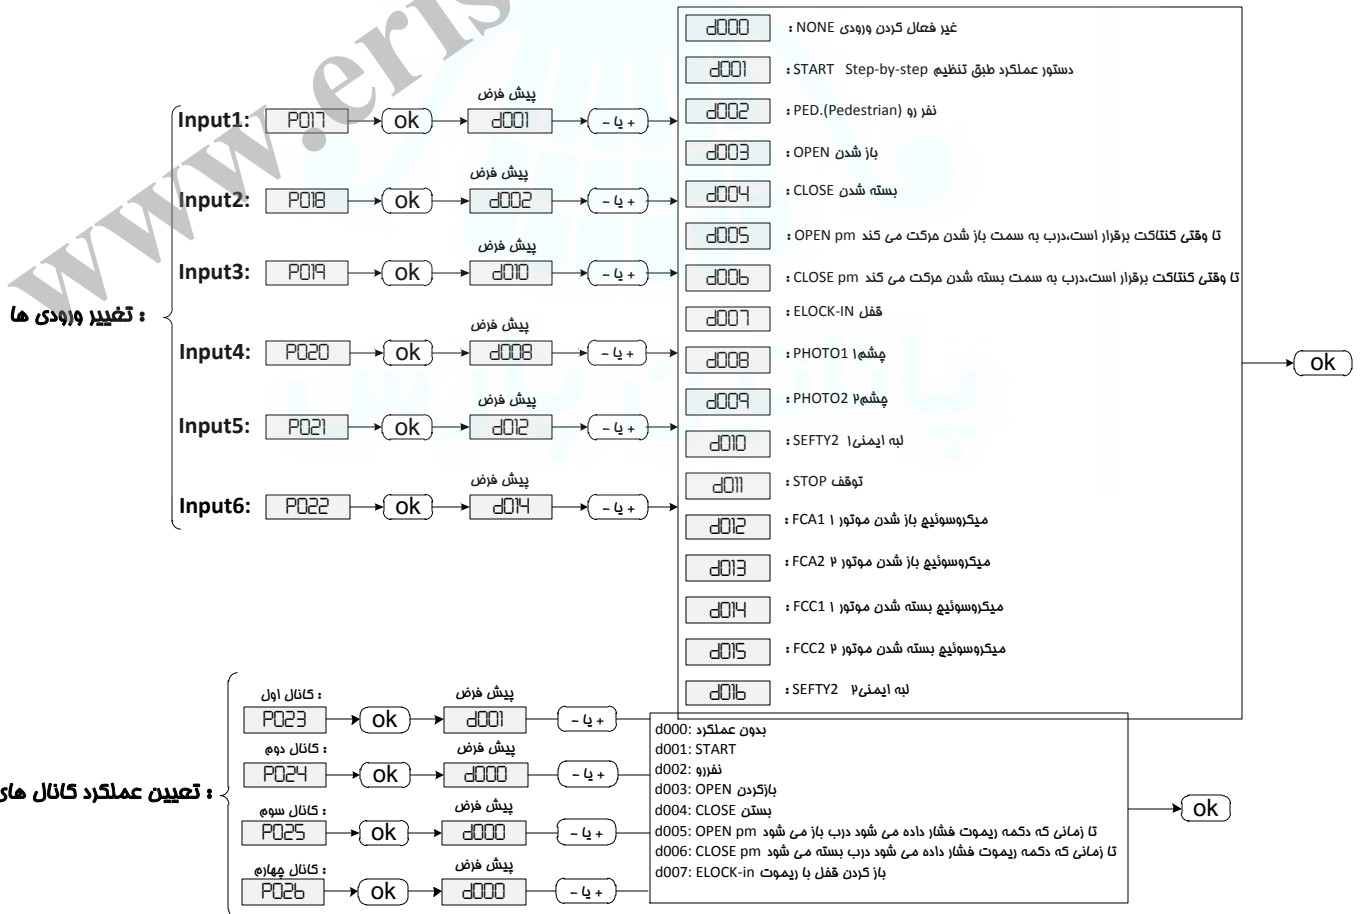 www.eris
تغییر ورودی ها :
Input1: P017 ok پیش فرض d001 + یا -
Input2: P018 ok پیش فرض d002 + یا -
Input3: P019 ok پیش فرض d010 + یا -
Input4: P020 ok پیش فرض d008 + یا -
Input5: P021 ok پیش فرض d012 + یا -
Input6: P022 ok پیش فرض d014 + یا -
d000 : NONE غیر فعال کردن ورودی
d001 : START Step-by-step دستور عملکرد طبق تنظیم
d002 : PED.(Pedestrian) نفر رو
d003 : OPEN باز شدن
d004 : CLOSE بسته شدن
d005 : OPEN pm تا وقتی کنتاکت برقرار است،درب به سمت باز شدن حرکت می کند
d006 : CLOSE pm تا وقتی کنتاکت برقرار است،درب به سمت بسته شدن حرکت می کند
d007 : ELOCK-IN قفل
d008 : PHOTO1 چشم۱
d009 : PHOTO2 چشم۲
d010 : SEFTY2 لبه ایمنی۱
d011 : STOP توقف
d012 : FCA1 میکروسوئیچ باز شدن موتور ۱
d013 : FCA2 میکروسوئیچ باز شدن موتور ۲
d014 : FCC1 میکروسوئیچ بسته شدن موتور ۱
d015 : FCC2 میکروسوئیچ بسته شدن موتور ۲
d016 : SEFTY2 لبه ایمنی۲
ok
پایارین پارس
تعیین عملکرد کانال های :
کانال اول : P023 ok پیش فرض d001 + یا -
کانال دوم : P024 ok پیش فرض d000 + یا -
کانال سوم : P025 ok پیش فرض d000 + یا -
کانال چهارم : P026 ok پیش فرض d000 + یا -
d000: بدون عملکرد
d001: START
d002: نفررو
d003: OPEN بازکردن
d004: CLOSE بستن
d005: OPEN pm تا زمانی که دکمه ریموت فشار داده می شود درب باز می شود
d006: CLOSE pm تا زمانی که دکمه ریموت فشار داده می شود درب بسته می شود
d007: ELOCK-in باز کردن قفل با ریموت
ok